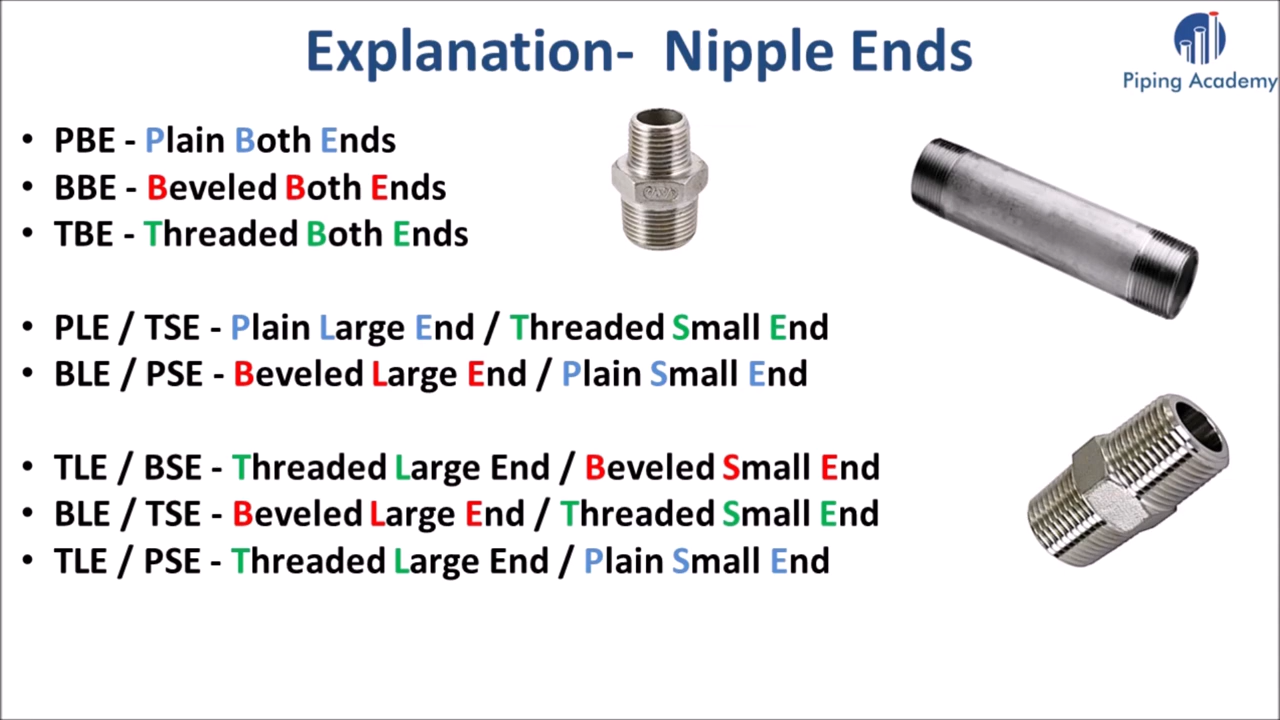 Explanation-  Nipple Ends
Piping Academy
• PBE - Plain Both Ends
• BBE - Beveled Both Ends
• TBE - Threaded Both Ends
• PLE / TSE - Plain Large End / Threaded Small End
• BLE / PSE - Beveled Large End / Plain Small End
• TLE / BSE - Threaded Large End / Beveled Small End
• BLE / TSE - Beveled Large End / Threaded Small End
• TLE / PSE - Threaded Large End / Plain Small End